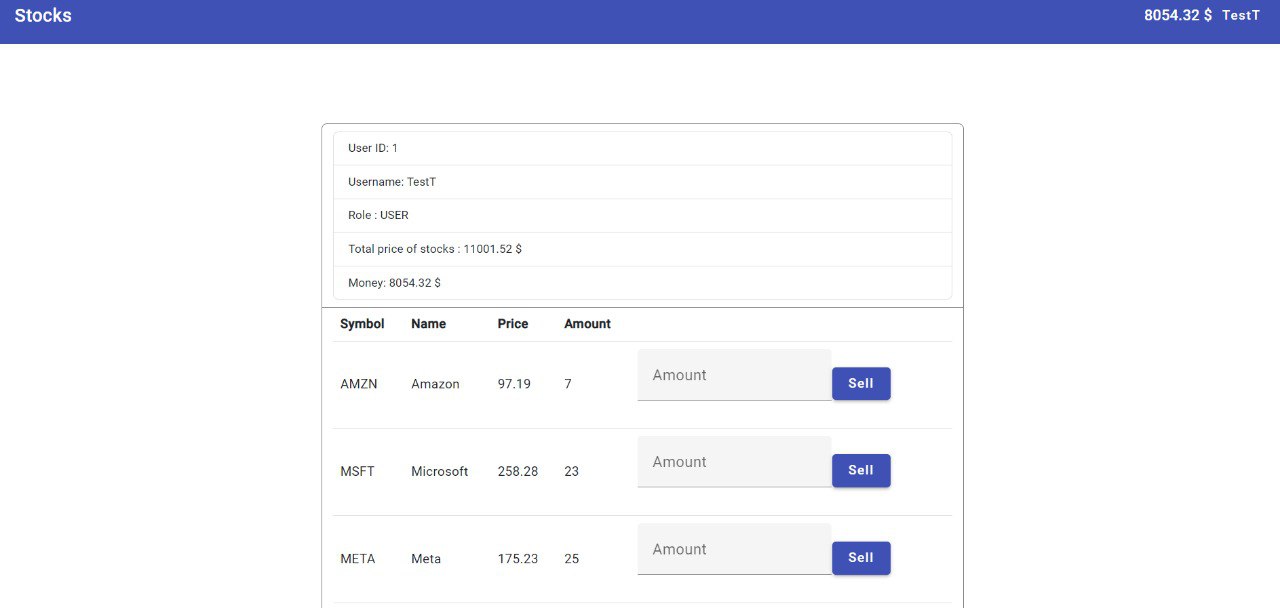 Stocks 8054.32 $ TestT
User ID: 1
Username: TestT
Role : USER
Total price of stocks : 11001.52 $
Money: 8054.32 $
Symbol Name Price Amount
AMZN Amazon 97.19 7 Amount Sell
MSFT Microsoft 258.28 23 Amount Sell
META Meta 175.23 25 Amount Sell